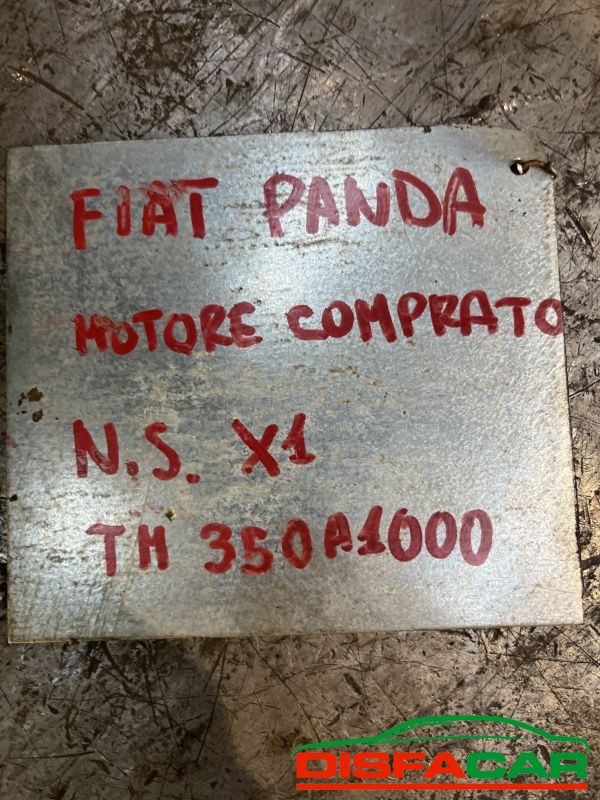 FIAT PANDA
MOTORE COMPRATO
N.S. X1
TM 350A1000
DISFACAR